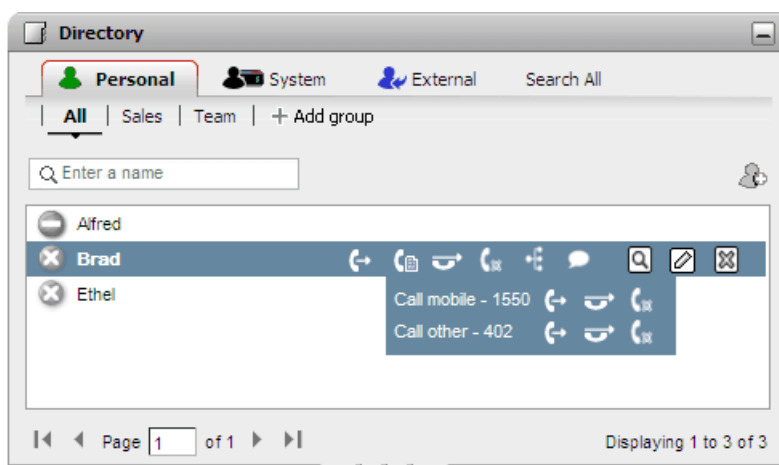 Directory
Personal System External Search All
All | Sales | Team | + Add group
Enter a name
Alfred
Brad
Call mobile - 1550
Ethel
Call other - 402
Page 1 of 1 Displaying 1 to 3 of 3